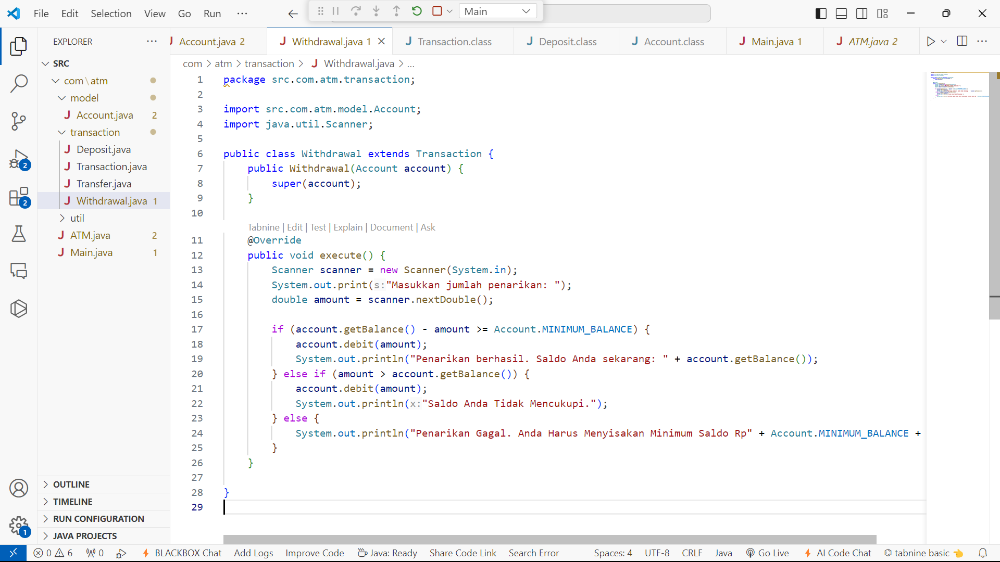 File Edit Selection View Go Run ··· Main
EXPLORER ···
Account.java 2 Withdrawal.java 1 Transaction.class Deposit.class Account.class Main.java 1 ATM.java 2 ···
SRC
com\atm
model
Account.java 2
transaction
Deposit.java
Transaction.java
Transfer.java
Withdrawal.java 1
util
ATM.java 2
Main.java 1
OUTLINE
TIMELINE
RUN CONFIGURATION
JAVA PROJECTS
2
2
1
com > atm > transaction > J Withdrawal.java > ...
1 package src.com.atm.transaction;
2
3 import src.com.atm.model.Account;
4 import java.util.Scanner;
5
6 public class Withdrawal extends Transaction {
7 public Withdrawal(Account account) {
8 super(account);
9 }
10
Tabnine | Edit | Test | Explain | Document | Ask
11 @Override
12 public void execute() {
13 Scanner scanner = new Scanner(System.in);
14 System.out.print(s:"Masukkan jumlah penarikan: ");
15 double amount = scanner.nextDouble();
16
17 if (account.getBalance() - amount >= Account.MINIMUM_BALANCE) {
18 account.debit(amount);
19 System.out.println("Penarikan berhasil. Saldo Anda sekarang: " + account.getBalance());
20 } else if (amount > account.getBalance()) {
21 account.debit(amount);
22 System.out.println(x:"Saldo Anda Tidak Mencukupi.");
23 } else {
24 System.out.println("Penarikan Gagal. Anda Harus Menyisakan Minimum Saldo Rp" + Account.MINIMUM_BALANCE +
25 }
26 }
27
28 }
29
0 6 0 BLACKBOX Chat Add Logs Improve Code Java: Ready Share Code Link Search Error Spaces: 4 UTF-8 CRLF Java Go Live AI Code Chat tabnine basic